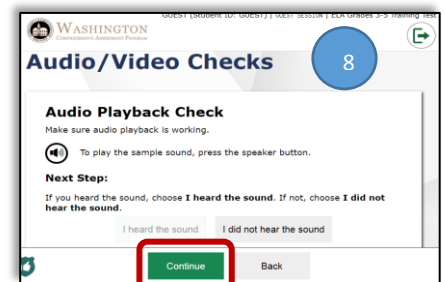 GUEST (Student ID: GUEST) | GUEST SESSION | ELA Grades 3-5 Training Test
WASHINGTON
COMPREHENSIVE ASSESSMENT PROGRAM
Audio/Video Checks
8
Audio Playback Check
Make sure audio playback is working.
To play the sample sound, press the speaker button.
Next Step:
If you heard the sound, choose I heard the sound. If not, choose I did not
hear the sound.
I heard the sound
I did not hear the sound
Continue
Back